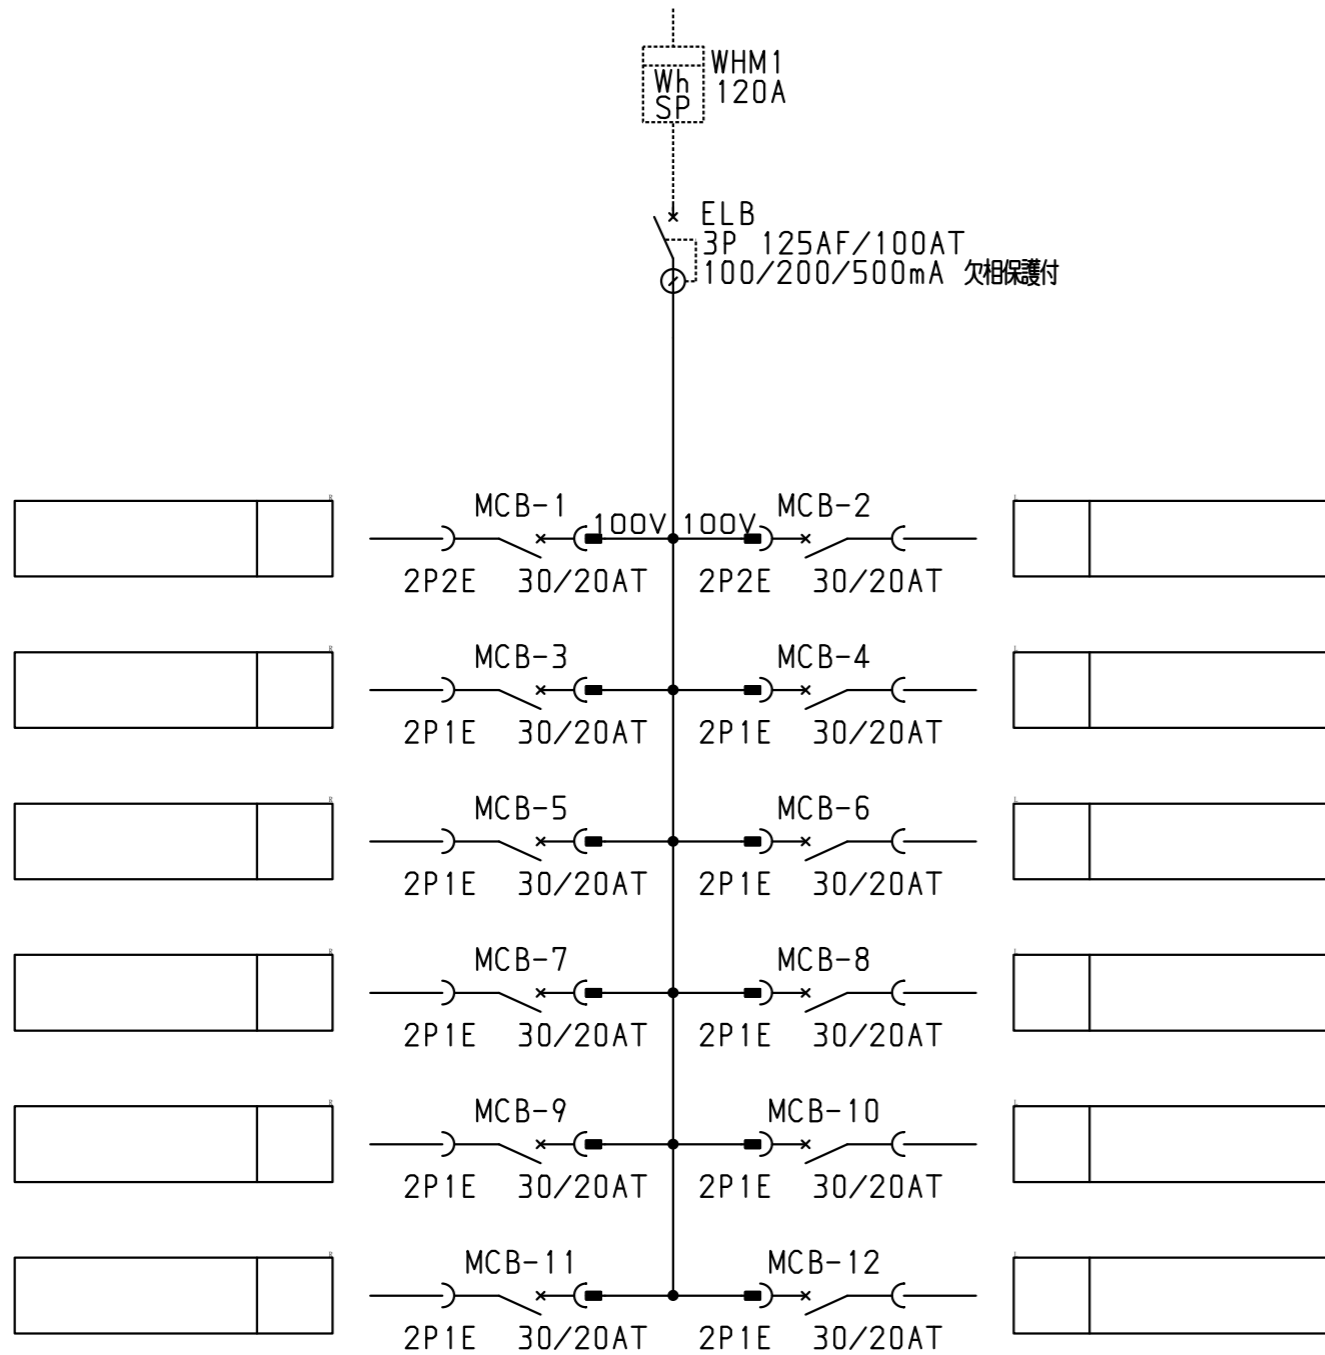 WHM1
Wh
120A
SP
ELB
3P 125AF/100AT
100/200/500mA 欠相保護付
MCB-1
MCB-2
100V
100V
2P2E 30/20AT
2P2E 30/20AT
MCB-3
MCB-4
2P1E 30/20AT
2P1E 30/20AT
MCB-5
MCB-6
2P1E 30/20AT
2P1E 30/20AT
MCB-7
MCB-8
2P1E 30/20AT
2P1E 30/20AT
MCB-9
MCB-10
2P1E 30/20AT
2P1E 30/20AT
MCB-11
MCB-12
2P1E 30/20AT
2P1E 30/20AT